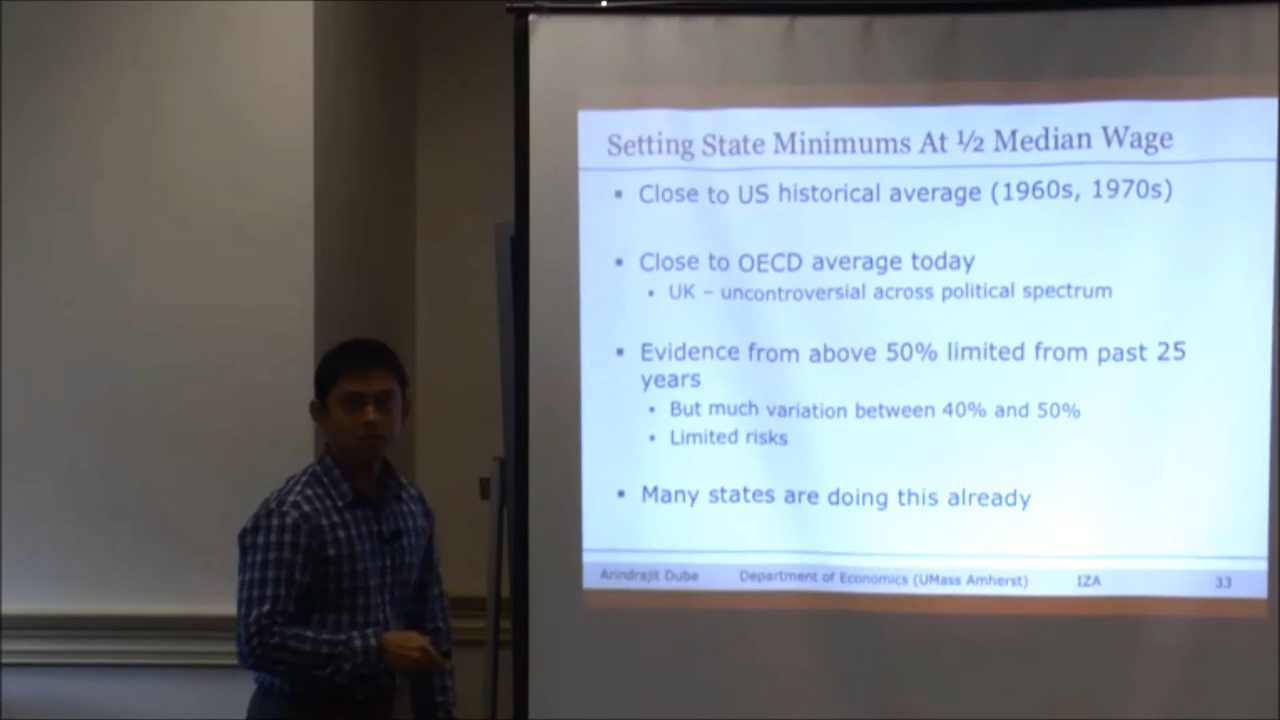 Setting State Minimums At ½ Median Wage
▪ Close to US historical average (1960s, 1970s)
▪ Close to OECD average today
• UK – uncontroversial across political spectrum
▪ Evidence from above 50% limited from past 25
years
• But much variation between 40% and 50%
• Limited risks
▪ Many states are doing this already
Arindrajit Dube Department of Economics (UMass Amherst) IZA 33